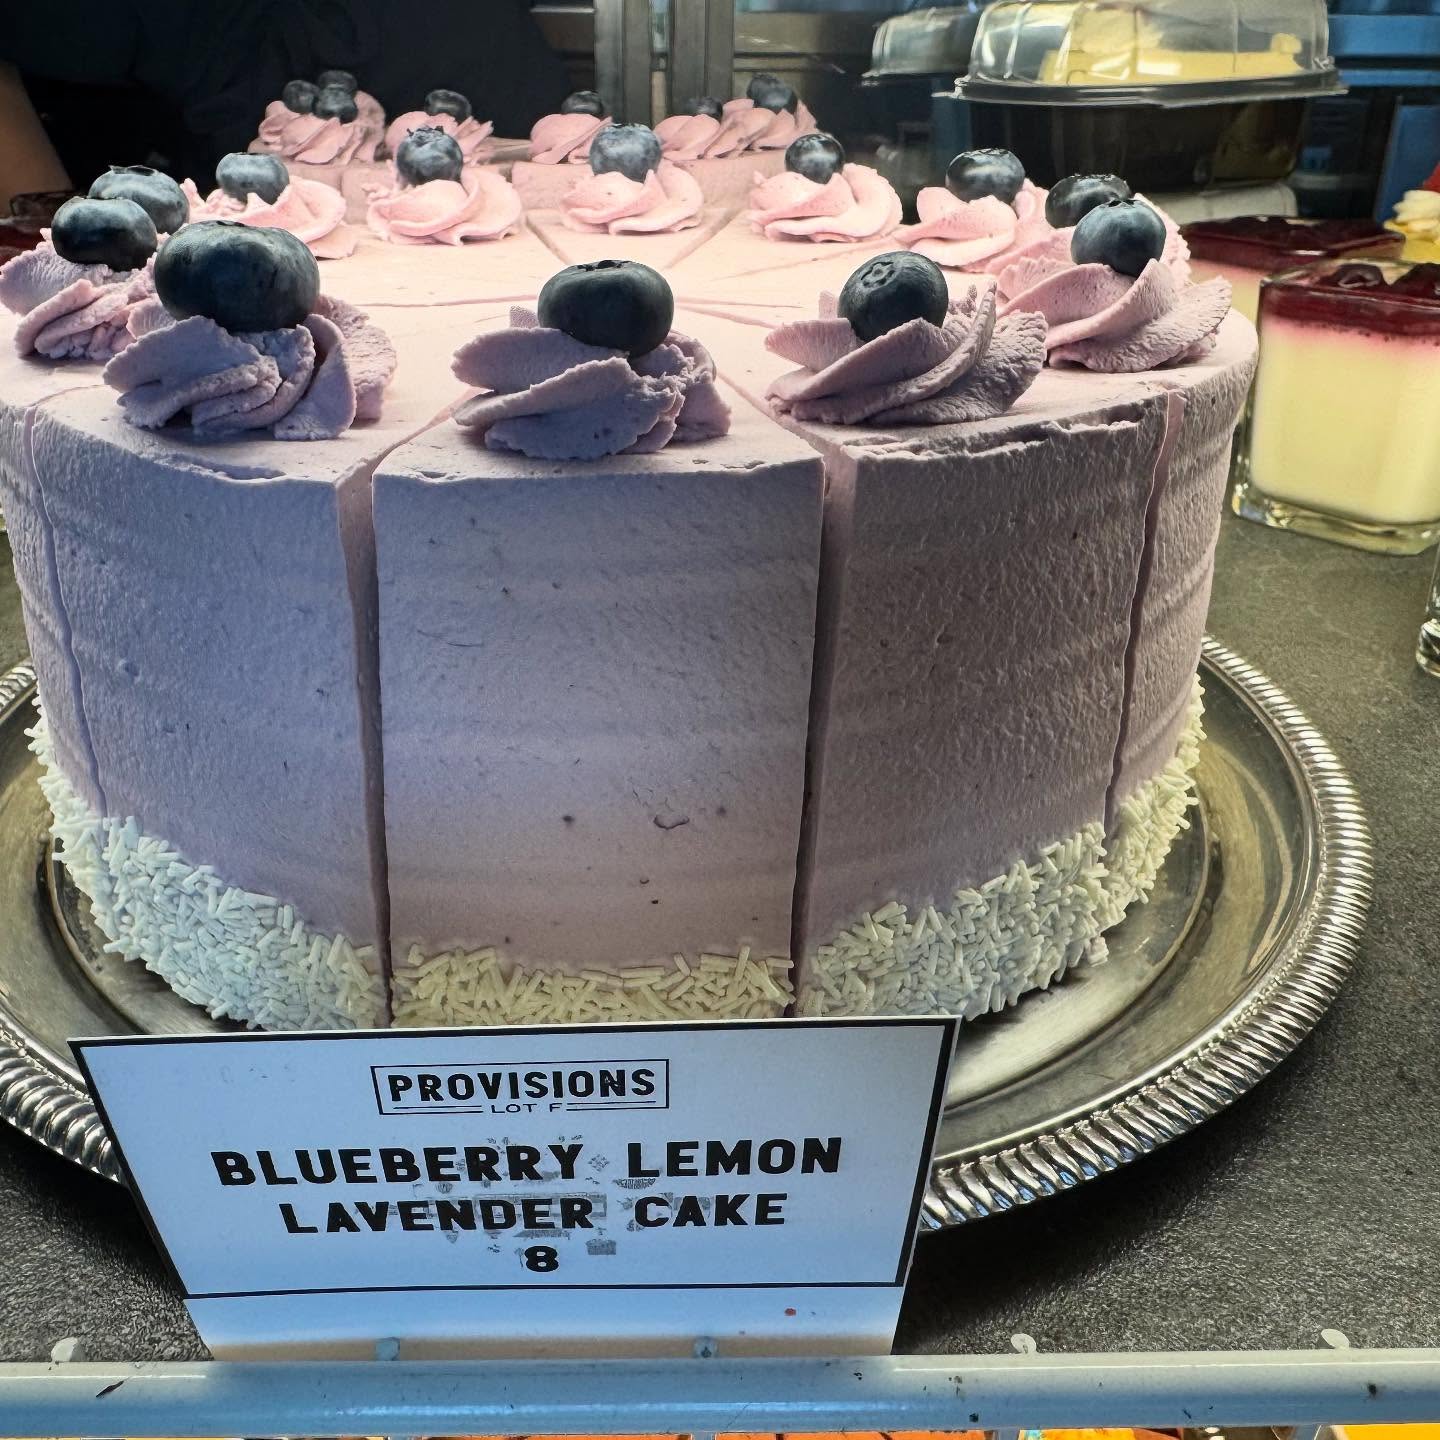 PROVISIONS
LOT F
BLUEBERRY LEMON
LAVENDER CAKE
8